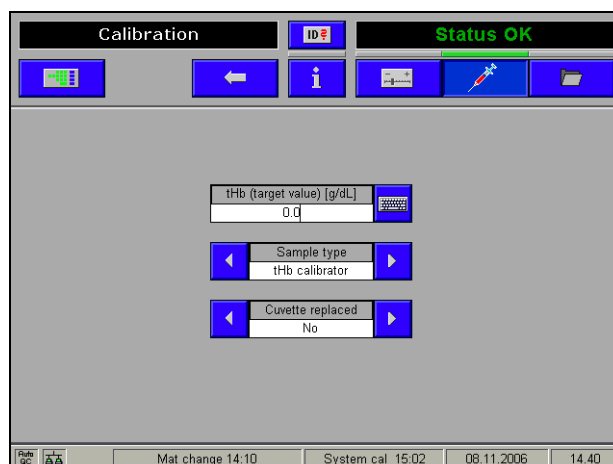 Calibration
ID?
Status OK
i
tHb (target value) [g/dL]
0.0
Sample type
tHb calibrator
Cuvette replaced
No
Auto QC
Mat change 14:10
System cal 15:02
08.11.2006
14.40